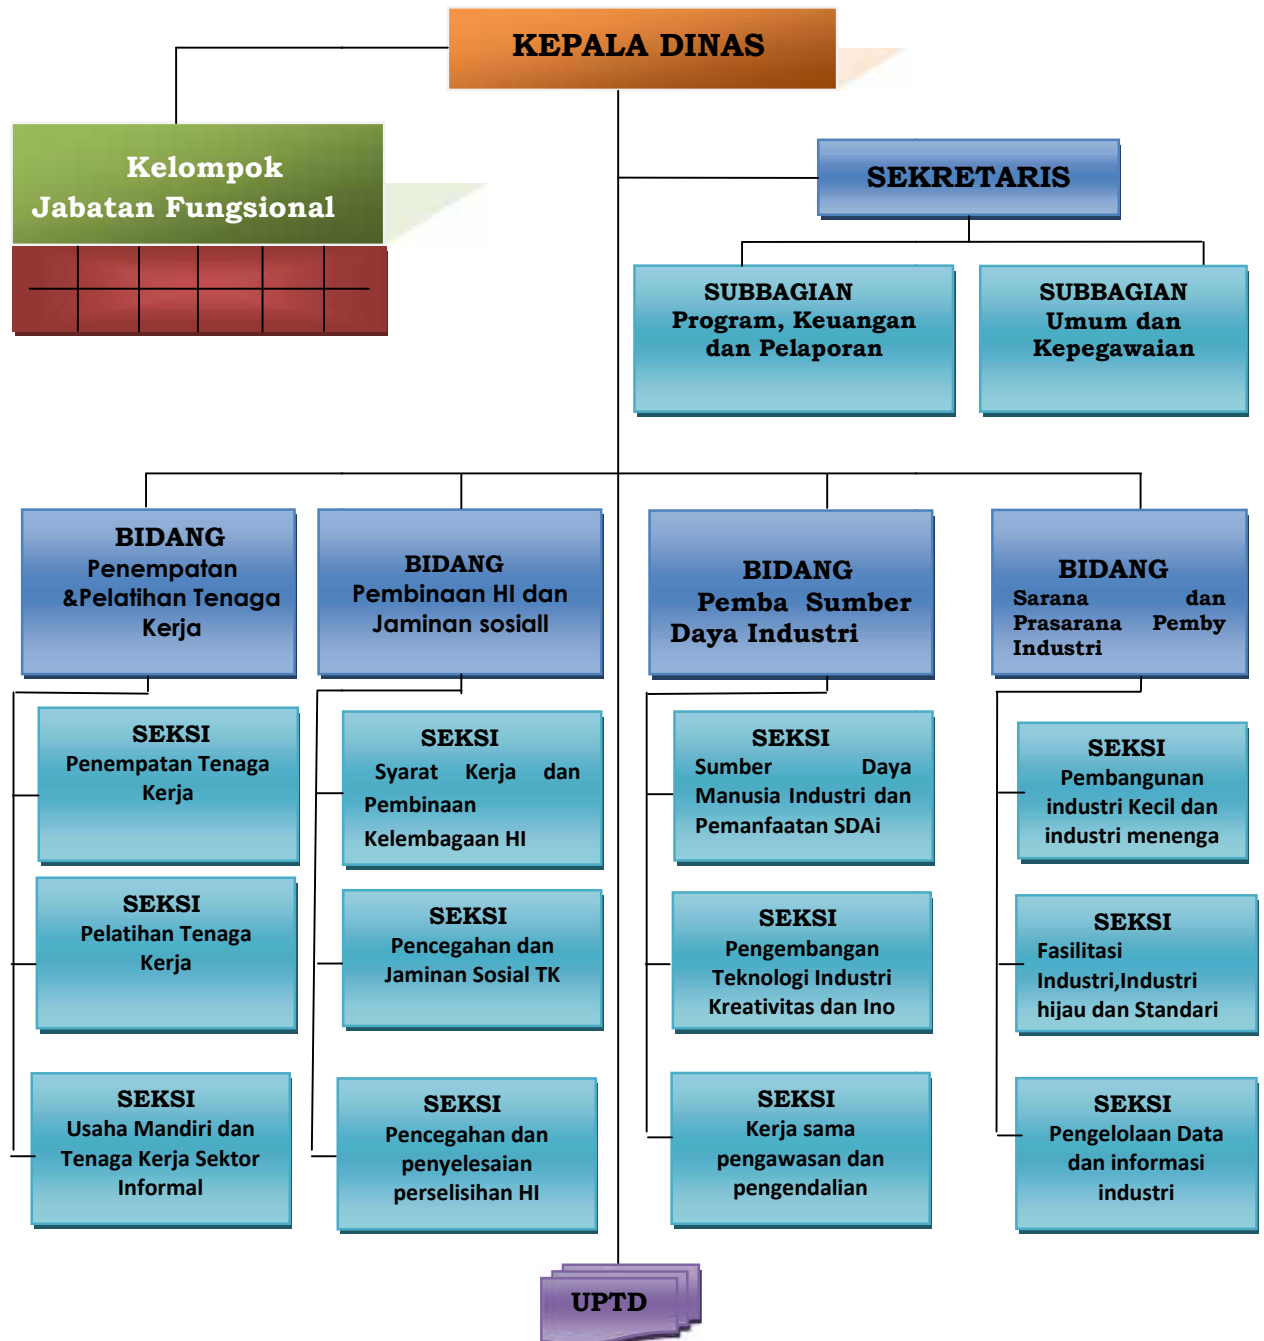 KEPALA DINAS
Kelompok
Jabatan Fungsional
SEKRETARIS
SUBBAGIAN
Program, Keuangan
dan Pelaporan
SUBBAGIAN
Umum dan
Kepegawaian
BIDANG
Penempatan
&Pelatihan Tenaga
Kerja
BIDANG
Pembinaan HI dan
Jaminan sosiall
BIDANG
Pemba Sumber
Daya Industri
BIDANG
Sarana dan
Prasarana Pemby
Industri
SEKSI
Penempatan Tenaga
Kerja
SEKSI
Syarat Kerja dan
Pembinaan
Kelembagaan HI
SEKSI
Sumber Daya
Manusia Industri dan
Pemanfaatan SDAi
SEKSI
Pembangunan
industri Kecil dan
industri menenga
SEKSI
Pelatihan Tenaga
Kerja
SEKSI
Pencegahan dan
Jaminan Sosial TK
SEKSI
Pengembangan
Teknologi Industri
Kreativitas dan Ino
SEKSI
Fasilitasi
Industri,Industri
hijau dan Standari
SEKSI
Usaha Mandiri dan
Tenaga Kerja Sektor
Informal
SEKSI
Pencegahan dan
penyelesaian
perselisihan HI
SEKSI
Kerja sama
pengawasan dan
pengendalian
SEKSI
Pengelolaan Data
dan informasi
industri
UPTD